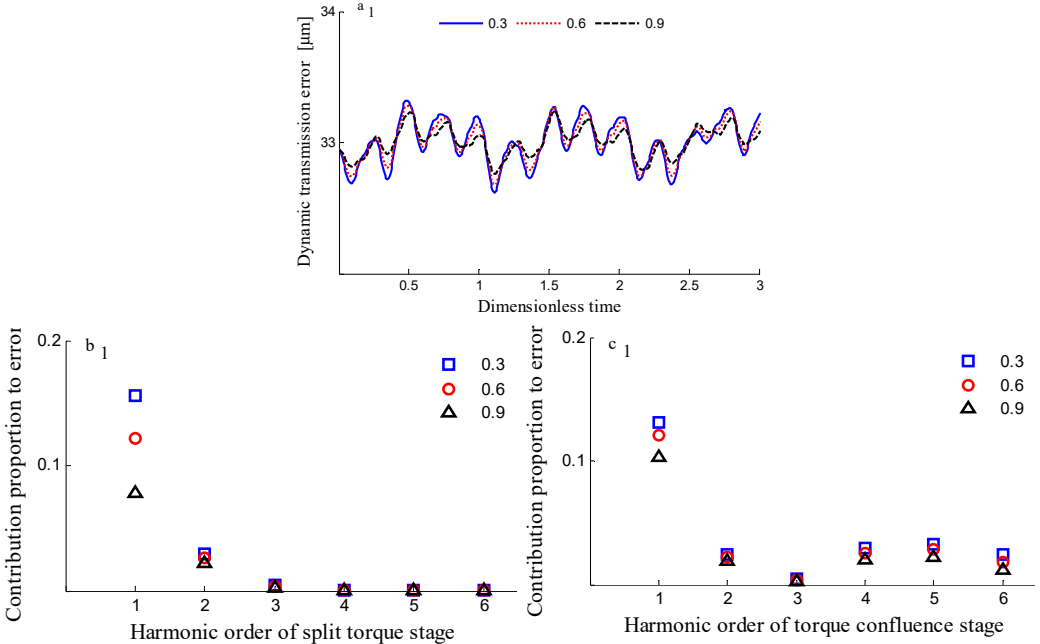 a 1
0.3 0.6 0.9
Dynamic transmission error [μm]
34
33
0.5 1 1.5 2 2.5 3
Dimensionless time
b 1
Contribution proportion to error
0.2
0.1
0.3
0.6
0.9
1 2 3 4 5 6
Harmonic order of split torque stage
c 1
Contribution proportion to error
0.2
0.1
0.3
0.6
0.9
1 2 3 4 5 6
Harmonic order of torque confluence stage